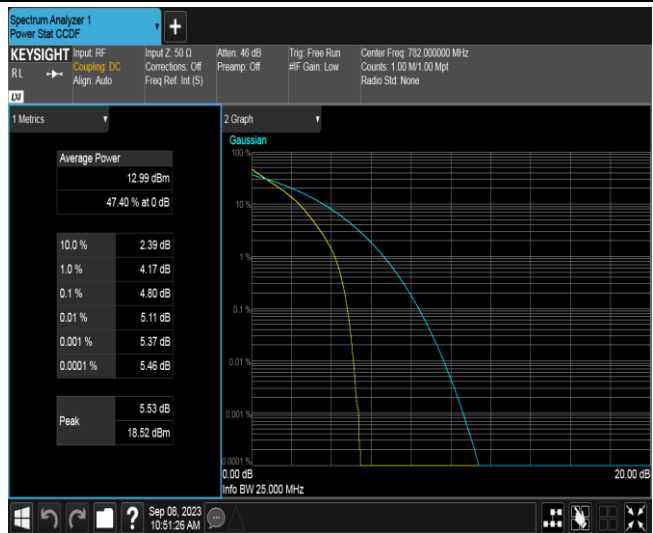 Spectrum Analyzer 1
Power Stat CCDF
+
KEYSIGHT
RL
LXI
Input: RF
Coupling: DC
Align: Auto
Input Z: 50 Ω
Corrections: Off
Freq Ref: Int (S)
Atten: 46 dB
Preamp: Off
Trig: Free Run
#IF Gain: Low
Center Freq: 782.000000 MHz
Counts: 1.00 M/1.00 Mpt
Radio Std: None
1 Metrics
Average Power
12.99 dBm
47.40 % at 0 dB
10.0 % 2.39 dB
1.0 % 4.17 dB
0.1 % 4.80 dB
0.01 % 5.11 dB
0.001 % 5.37 dB
0.0001 % 5.46 dB
Peak
5.53 dB
18.52 dBm
2 Graph
Gaussian
100 %
10 %
1 %
0.1 %
0.01 %
0.001 %
0.0001 %
0.00 dB 20.00 dB
Info BW 25.000 MHz
?
Sep 08, 2023
10:51:26 AM